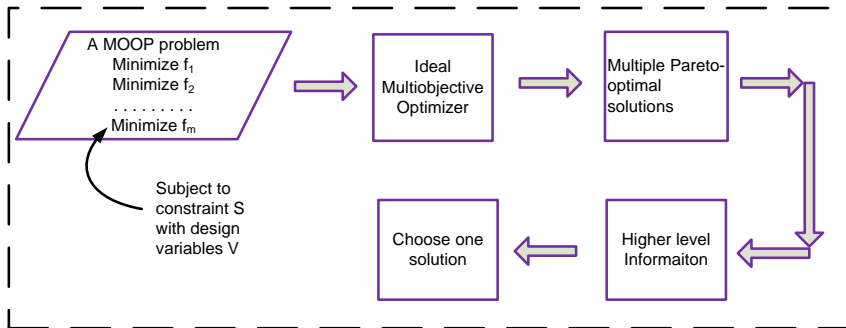 A MOOP problem
Minimize f1
Minimize f2
. . . . . . . . .
Minimize fm
Subject to
constraint S
with design
variables V
Ideal
Multiobjective
Optimizer
Multiple Pareto-
optimal
solutions
Higher level
Informaiton
Choose one
solution